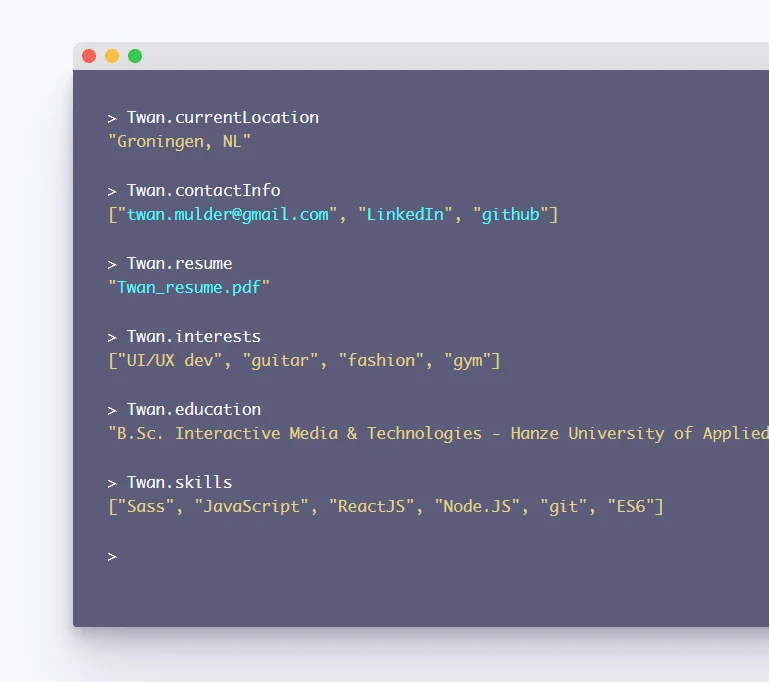 > Twan.currentLocation
"Groningen, NL"
> Twan.contactInfo
["twan.mulder@gmail.com", "LinkedIn", "github"]
> Twan.resume
"Twan_resume.pdf"
> Twan.interests
["UI/UX dev", "guitar", "fashion", "gym"]
> Twan.education
"B.Sc. Interactive Media & Technologies - Hanze University of Applied
> Twan.skills
["Sass", "JavaScript", "ReactJS", "Node.JS", "git", "ES6"]
>